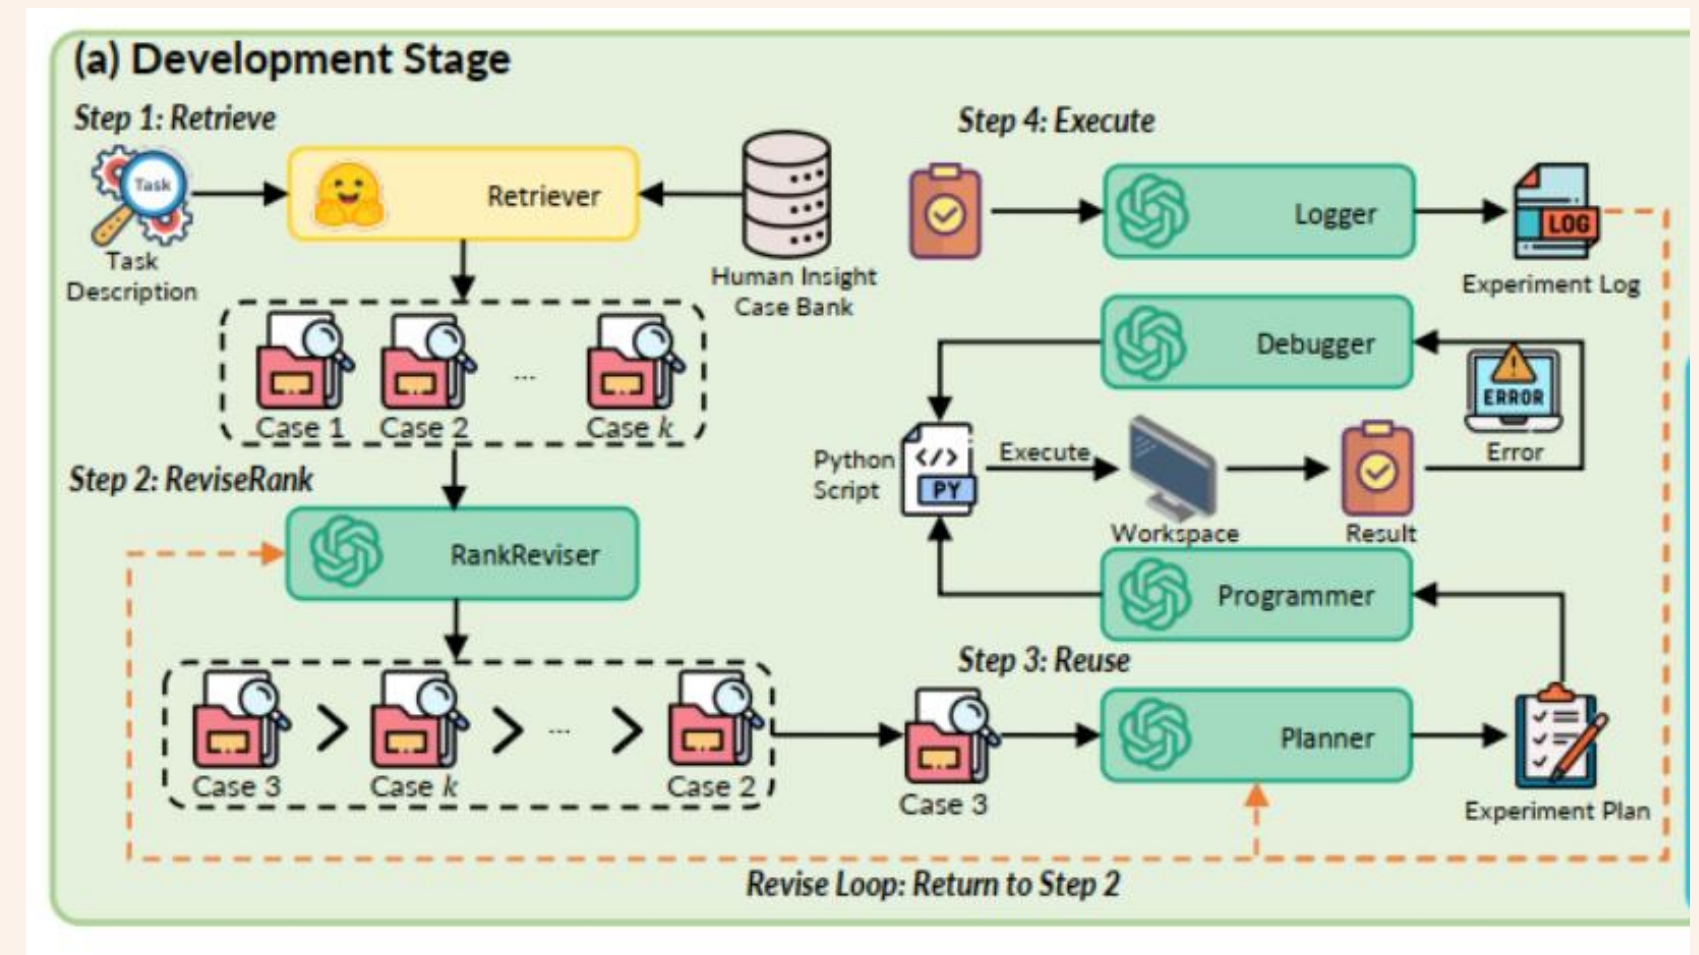 (a) Development Stage
Step 1: Retrieve
Task
Task
Description
Retriever
Human Insight
Case Bank
Case 1
Case 2
...
Case k
Step 2: ReviseRank
RankReviser
Case 3
>
Case k
>
...
>
Case 2
Case 3
Step 3: Reuse
Planner
Experiment Plan
Programmer
Python
Script
</>
PY
Execute
Workspace
Result
ERROR
Error
Debugger
Step 4: Execute
Logger
LOG
Experiment Log
Revise Loop: Return to Step 2